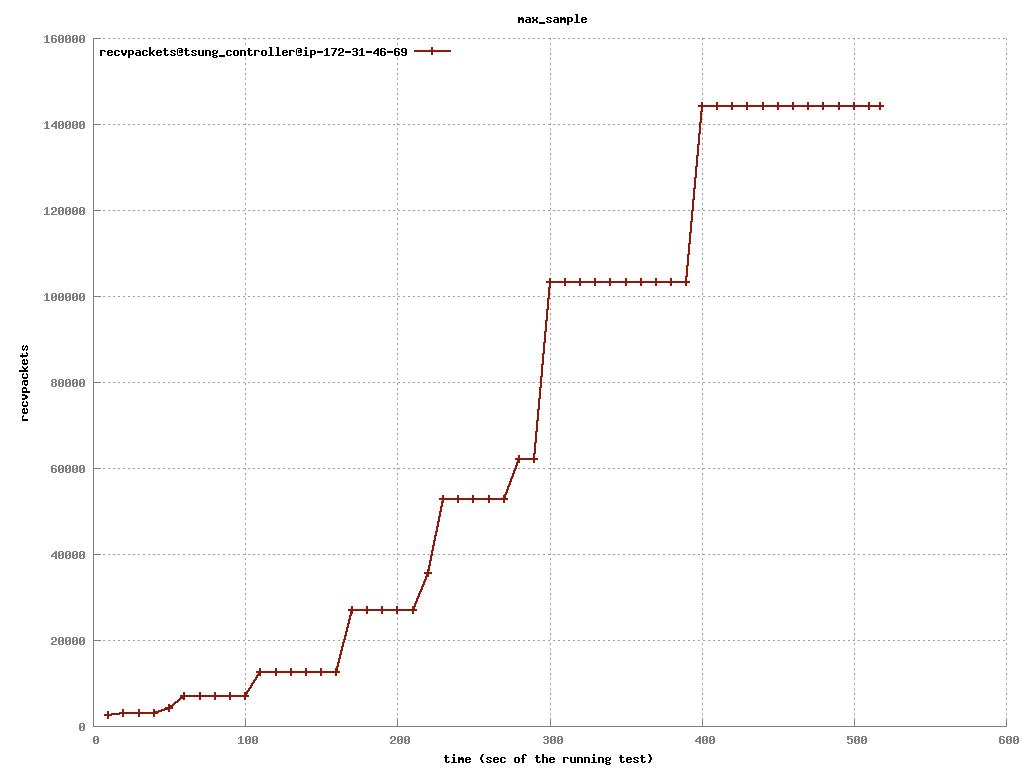 max_sample
160000
recvpackets@tsung_controller@ip-172-31-46-69
140000
120000
100000
recvpackets
80000
60000
40000
20000
0
0 100 200 300 400 500 600
time (sec of the running test)